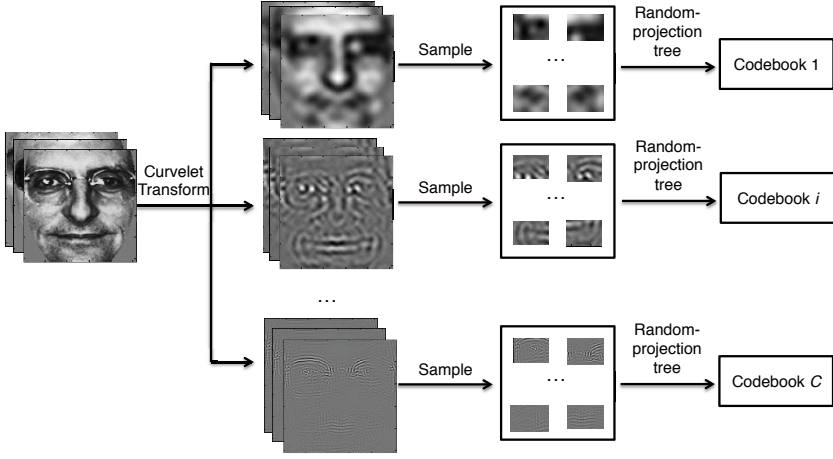 Random-
projection
tree
Sample
Codebook 1
...
Curvelet
Transform
Random-
projection
tree
Sample
Codebook i
...
...
Random-
projection
tree
Sample
Codebook C
...